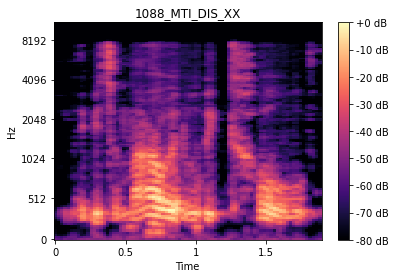 1088_MTI_DIS_XX
8192
4096
2048
1024
512
0
Hz
0
0.5
1
1.5
Time
+0 dB
-10 dB
-20 dB
-30 dB
-40 dB
-50 dB
-60 dB
-70 dB
-80 dB